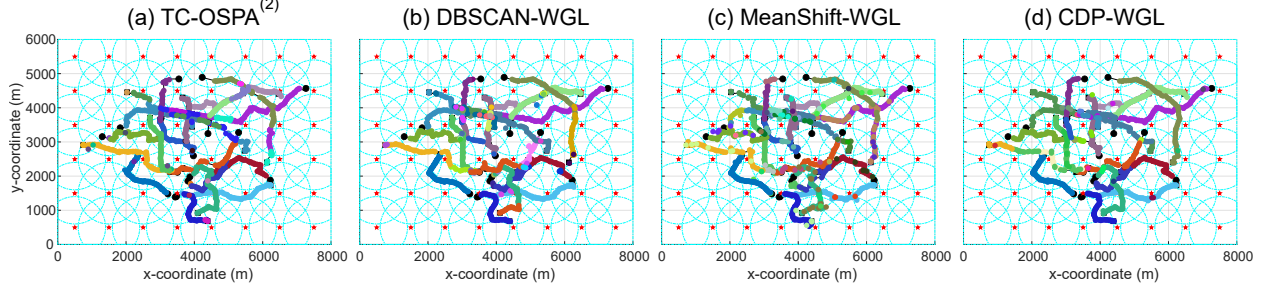 (a) TC-OSPA(2)
(b) DBSCAN-WGL
(c) MeanShift-WGL
(d) CDP-WGL
y-coordinate (m)
6000
5000
4000
3000
2000
1000
0
0 2000 4000 6000 8000
0 2000 4000 6000 8000
0 2000 4000 6000 8000
0 2000 4000 6000 8000
x-coordinate (m)
x-coordinate (m)
x-coordinate (m)
x-coordinate (m)